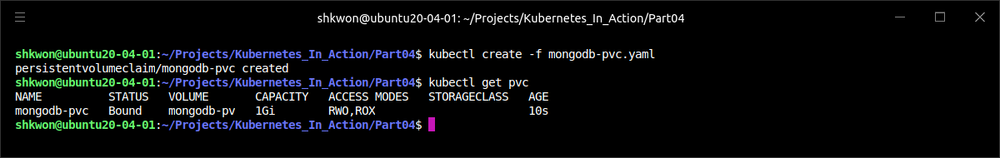 shkwon@ubuntu20-04-01: ~/Projects/Kubernetes_In_Action/Part04
shkwon@ubuntu20-04-01:~/Projects/Kubernetes_In_Action/Part04$ kubectl create -f mongodb-pvc.yaml
persistentvolumeclaim/mongodb-pvc created
shkwon@ubuntu20-04-01:~/Projects/Kubernetes_In_Action/Part04$ kubectl get pvc
NAME          STATUS   VOLUME       CAPACITY   ACCESS MODES   STORAGECLASS   AGE
mongodb-pvc   Bound    mongodb-pv   1Gi        RWO,ROX                       10s
shkwon@ubuntu20-04-01:~/Projects/Kubernetes_In_Action/Part04$